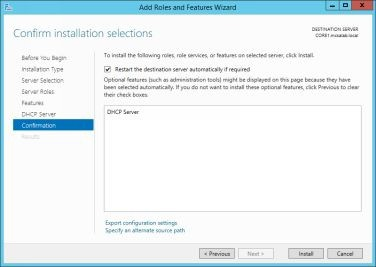 Add Roles and Features Wizard
Confirm installation selections
DESTINATION SERVER
CORE01.mcsalab.local
Before You Begin
Installation Type
Server Selection
Server Roles
Features
DHCP Server
Confirmation
Results
To install the following roles, role services, or features on selected server, click Install.
Restart the destination server automatically if required
Optional features (such as administration tools) might be displayed on this page because they have
been selected automatically. If you do not want to install these optional features, click Previous to clear
their check boxes.
DHCP Server
Export configuration settings
Specify an alternate source path
< Previous
Next >
Install
Cancel